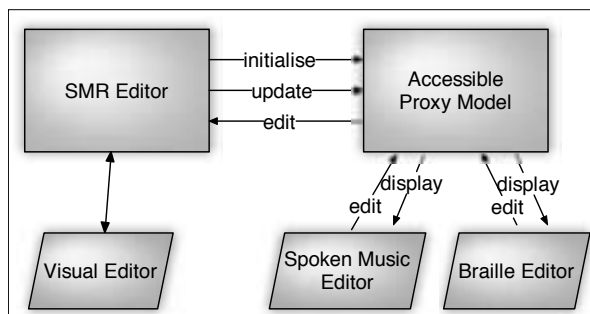 initialise
SMR Editor
update
edit
Accessible
Proxy Model
display
edit
display
edit
Visual Editor
Spoken Music
Editor
Braille Editor